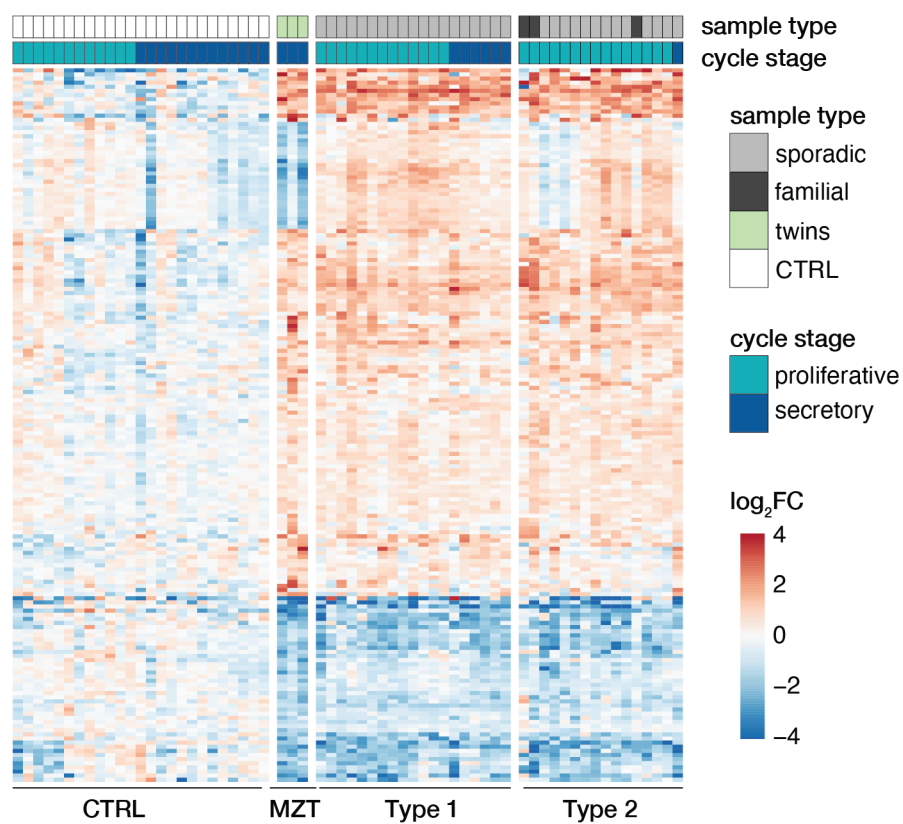 sample type
cycle stage
sample type
sporadic
familial
twins
CTRL
cycle stage
proliferative
secretory
log₂FC
4
2
0
−2
−4
CTRL MZT Type 1 Type 2